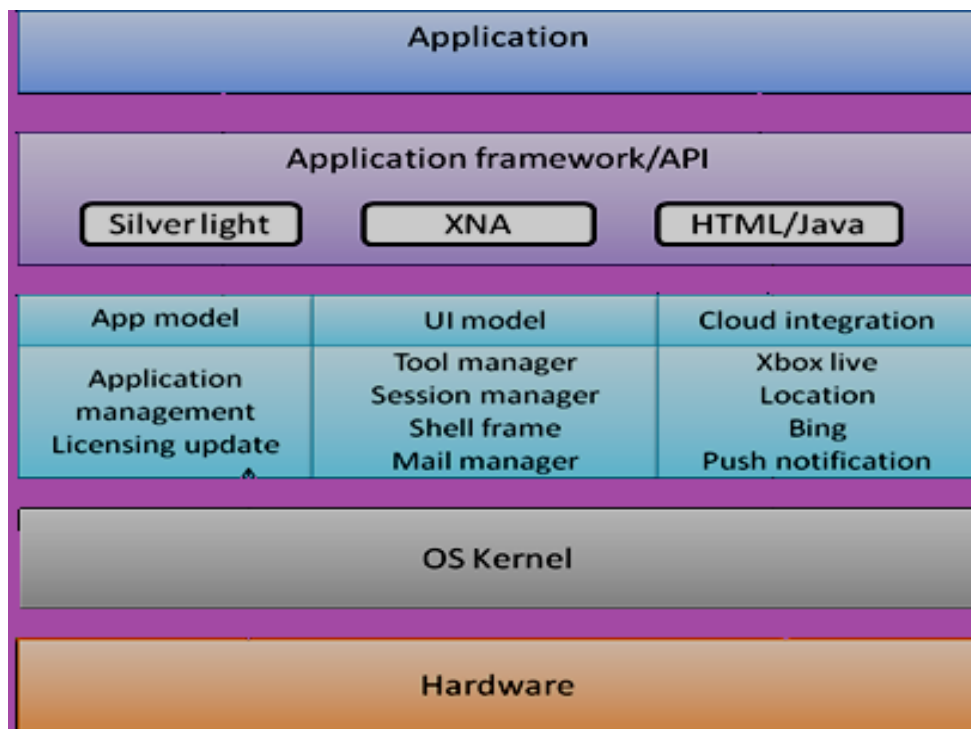 Application
Application framework/API
Silver light
XNA
HTML/Java
App model
UI model
Cloud integration
Application
management
Licensing update
Tool manager
Session manager
Shell frame
Mail manager
Xbox live
Location
Bing
Push notification
OS Kernel
Hardware